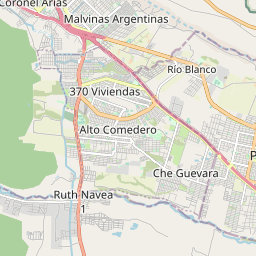 Coronel Arias
Malvinas Argentinas
Río Blanco
370 Viviendas
Alto Comedero
Che Guevara
P
Ruth Navea
1